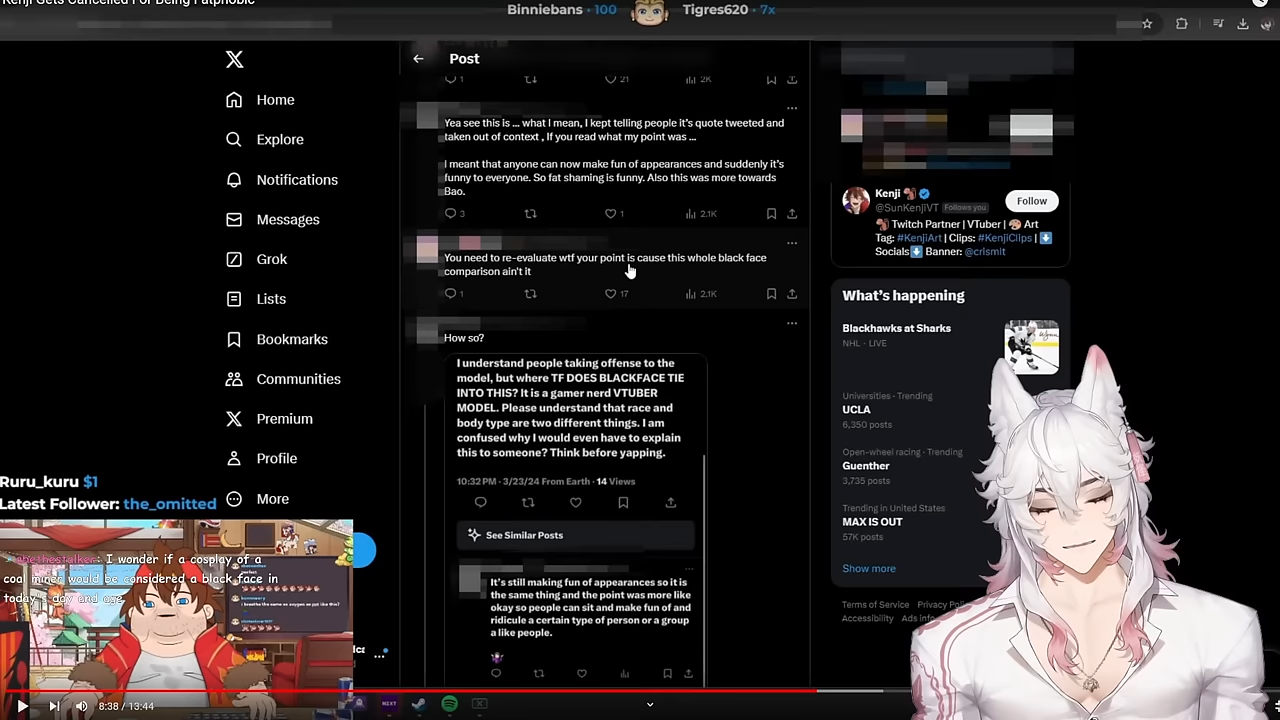 Kenji Gets Cancelled For Being Fatphobic
Binniebans • 100
Tigres620 • 7x
Home
Explore
Notifications
Messages
Grok
Lists
Bookmarks
Communities
Premium
Profile
More
Post
1
21
2K
Yea see this is ... what I mean, I kept telling people it's quote tweeted and
taken out of context , If you read what my point was ...
I meant that anyone can now make fun of appearances and suddenly it's
funny to everyone. So fat shaming is funny. Also this was more towards
Bao.
3
1
2.1K
You need to re-evaluate wtf your point is cause this whole black face
comparison ain't it
1
17
2.1K
How so?
I understand people taking offense to the
model, but where TF DOES BLACKFACE TIE
INTO THIS? It is a gamer nerd VTUBER
MODEL. Please understand that race and
body type are two different things. I am
confused why I would even have to explain
this to someone? Think before yapping.
10:32 PM · 3/23/24 From Earth · 14 Views
See Similar Posts
It's still making fun of appearances so it is
the same thing and the point was more like
okay so people can sit and make fun of and
ridicule a certain type of person or a group
a like people.
Kenji
@SunKenjiVT Follows you
Follow
Twitch Partner | VTuber | Art
Tag: #KenjiArt | Clips: #KenjiClips |
Socials Banner: @crismit
What's happening
Blackhawks at Sharks
NHL · LIVE
Universities · Trending
UCLA
6,350 posts
Open-wheel racing · Trending
Guenther
3,735 posts
Trending in United States
MAX IS OUT
57K posts
Show more
Terms of Service
Accessibility
Ruru_kuru $1
Latest Follower: the_omitted
I wonder if a cosplay of a
coal miner would be considered a black face in
today's day end age
8:38 / 13:44